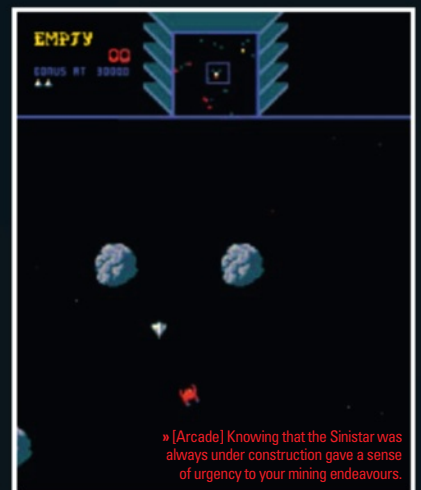 EMPTY
00
BONUS AT 30000
» [Arcade] Knowing that the Sinistar was
always under construction gave a sense
of urgency to your mining endeavours.